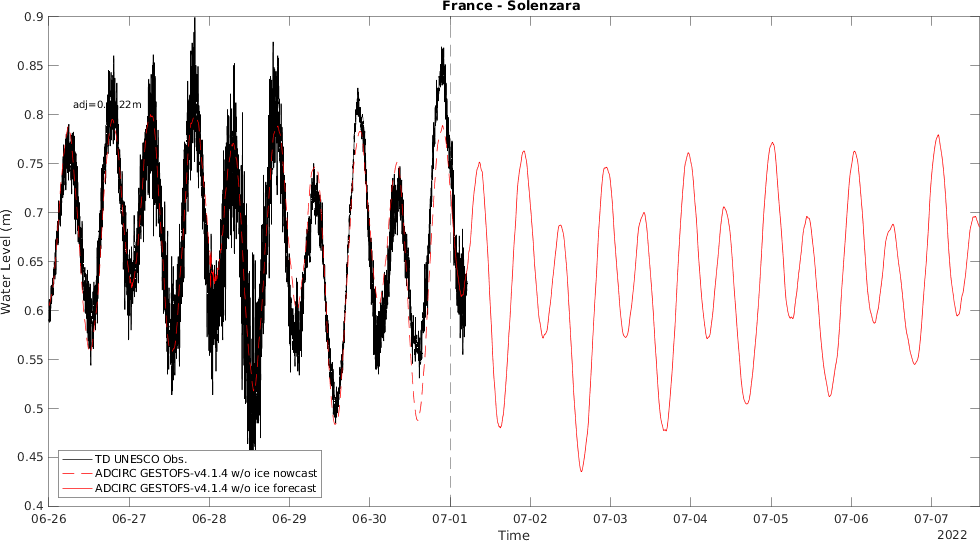 France - Solenzara
0.9
0.85
0.8
0.75
0.7
0.65
0.6
0.55
0.5
0.45
0.4
Water Level (m)
TD UNESCO Obs.
ADCIRC GESTOFS-v4.1.4 w/o ice nowcast
ADCIRC GESTOFS-v4.1.4 w/o ice forecast
06-26 06-27 06-28 06-29 06-30 07-01 07-02 07-03 07-04 07-05 07-06 07-07
Time
2022